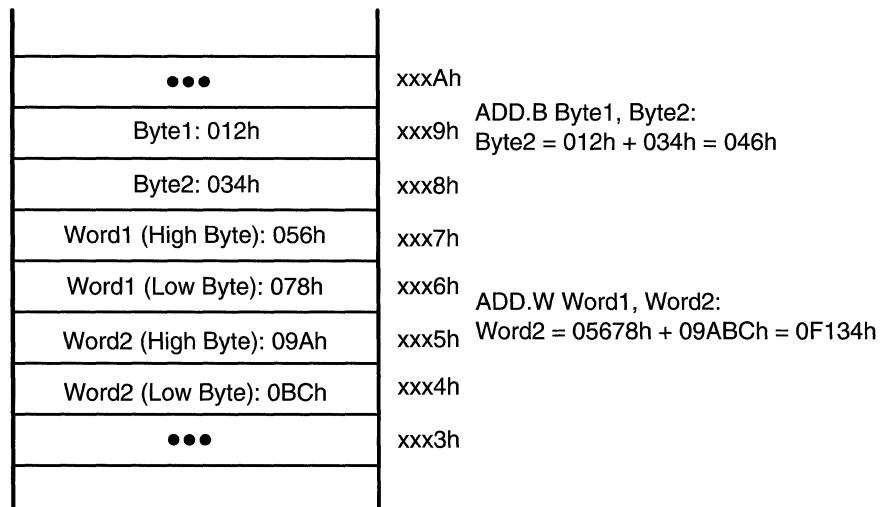 ●●● xxxAh
Byte1: 012h xxx9h ADD.B Byte1, Byte2:
Byte2 = 012h + 034h = 046h
Byte2: 034h xxx8h
Word1 (High Byte): 056h xxx7h
Word1 (Low Byte): 078h xxx6h ADD.W Word1, Word2:
Word2 (High Byte): 09Ah xxx5h Word2 = 05678h + 09ABCh = 0F134h
Word2 (Low Byte): 0BCh xxx4h
●●● xxx3h